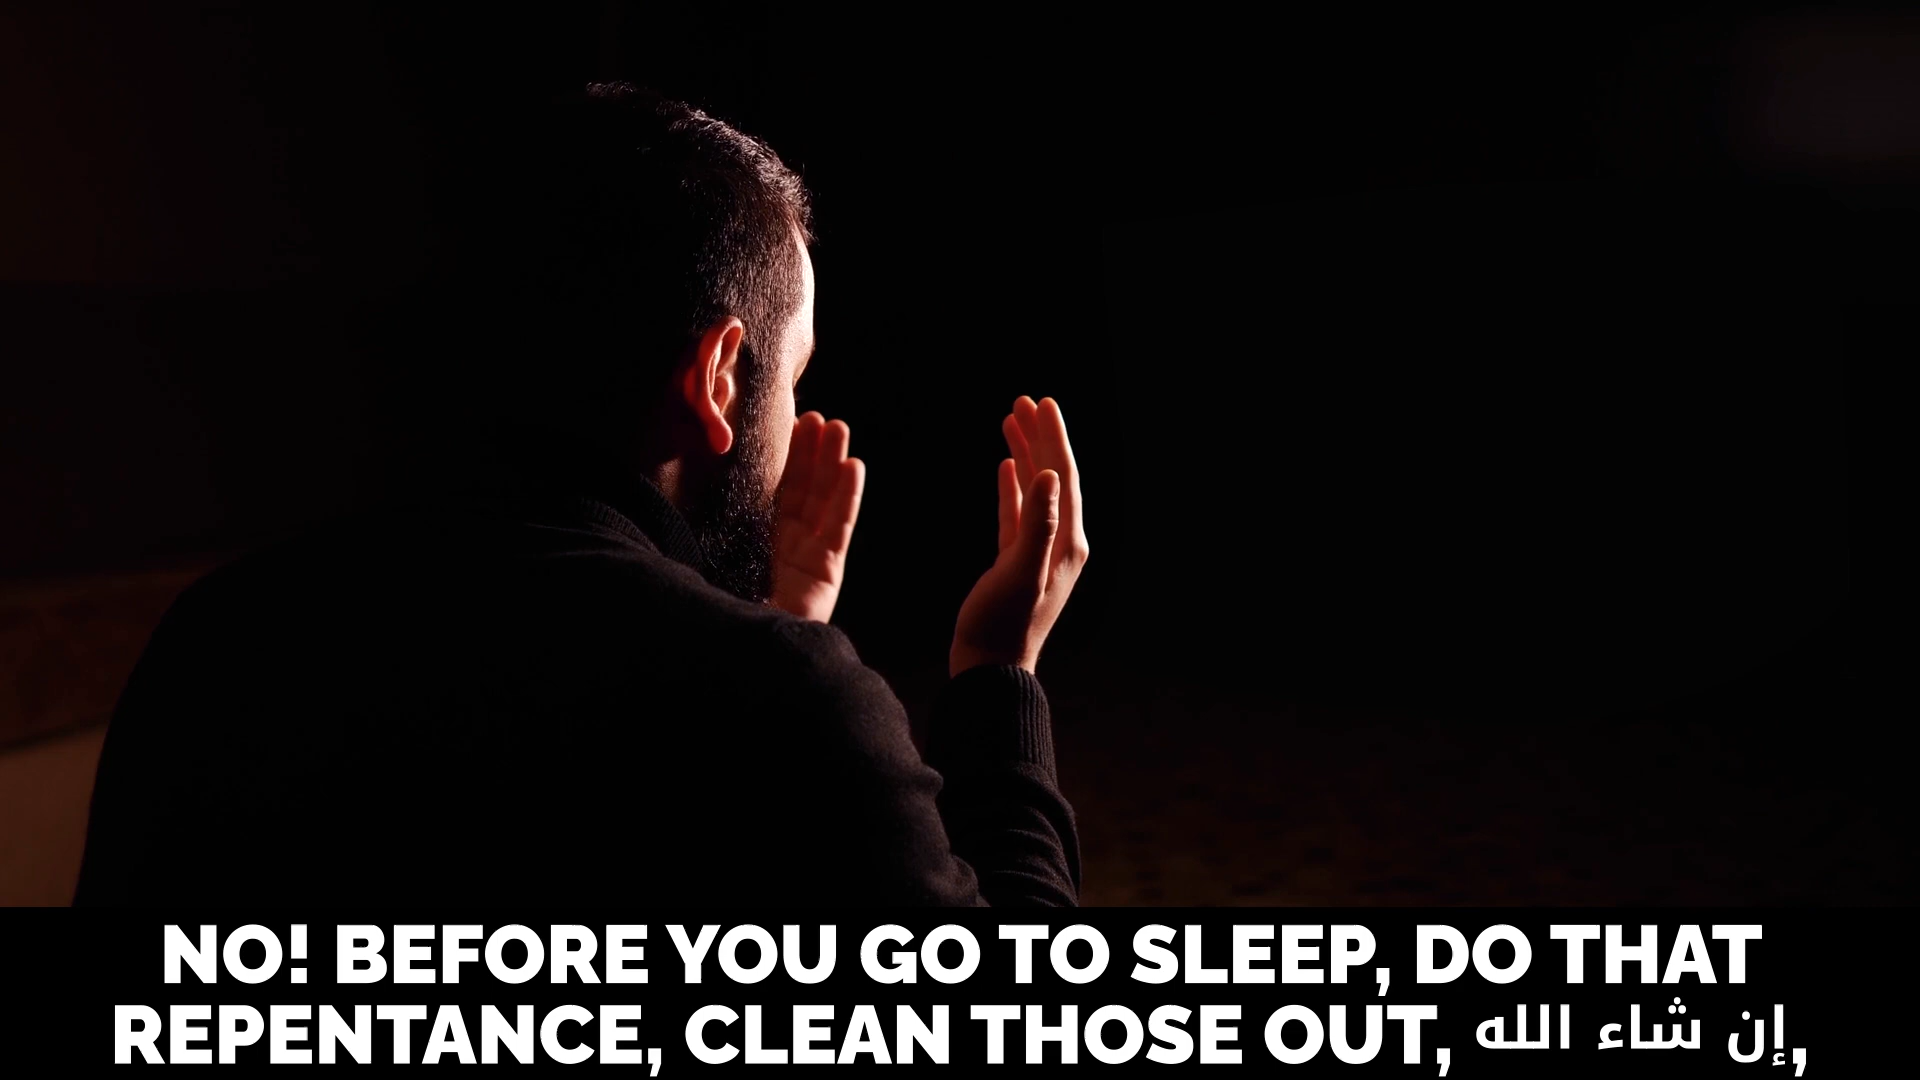 NO! BEFORE YOU GO TO SLEEP, DO THAT
REPENTANCE, CLEAN THOSE OUT, إن شاء الله,